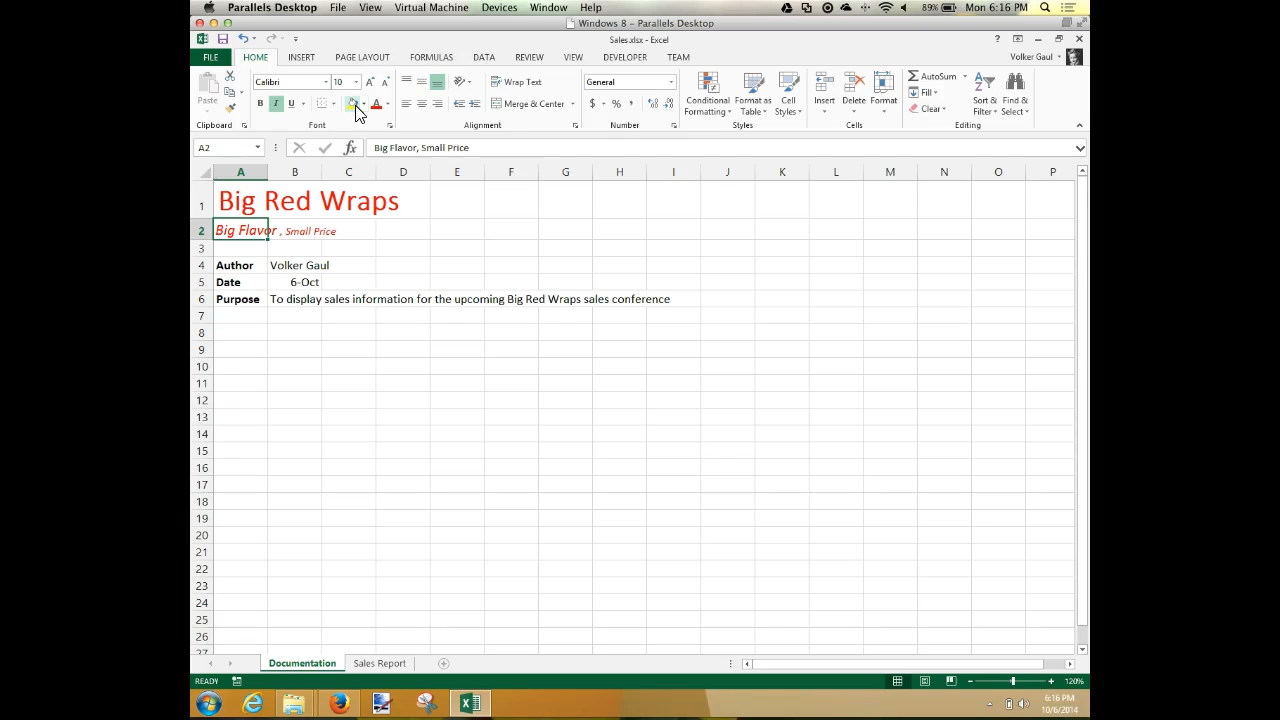 Parallels Desktop File View Virtual Machine Devices Window Help 89% Mon 6:16 PM
Windows 8 – Parallels Desktop
Sales.xlsx - Excel
FILE HOME INSERT PAGE LAYOUT FORMULAS DATA REVIEW VIEW DEVELOPER TEAM Volker Gaul
Paste Calibri 10 A A Wrap Text General Conditional Formatting Format as Table Cell Styles Insert Delete Format AutoSum Fill Clear Sort & Filter Find & Select
B I U A Merge & Center $ % ,
Clipboard Font Alignment Number Styles Cells Editing
A2 fx Big Flavor, Small Price
A B C D E F G H I J K L M N O P
1 Big Red Wraps
2 Big Flavor , Small Price
3
4 Author Volker Gaul
5 Date 6-Oct
6 Purpose To display sales information for the upcoming Big Red Wraps sales conference
7
8
9
10
11
12
13
14
15
16
17
18
19
20
21
22
23
24
25
26
27
Documentation Sales Report
READY 120%
6:16 PM
10/6/2014